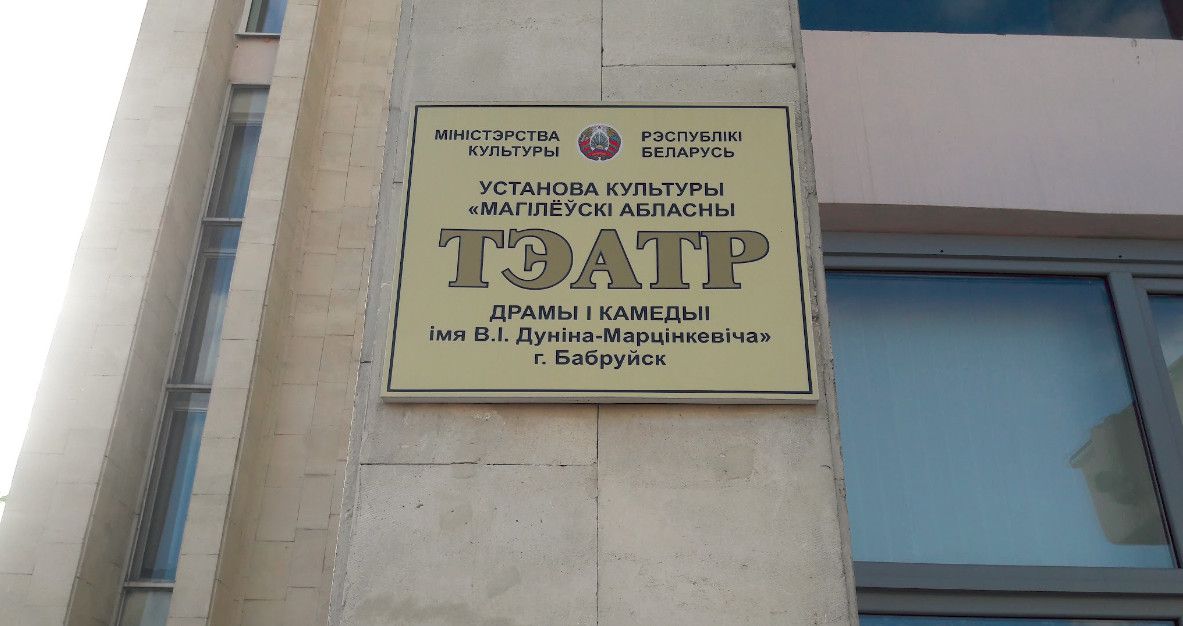 МІНІСТЭРСТВА РЭСПУБЛІКІ
КУЛЬТУРЫ БЕЛАРУСЬ
УСТАНОВА КУЛЬТУРЫ
«МАГІЛЁЎСКІ АБЛАСНЫ
ТЭАТР
ДРАМЫ І КАМЕДЫІ
імя В.І. Дуніна-Марцінкевіча»
г. Бабруйск